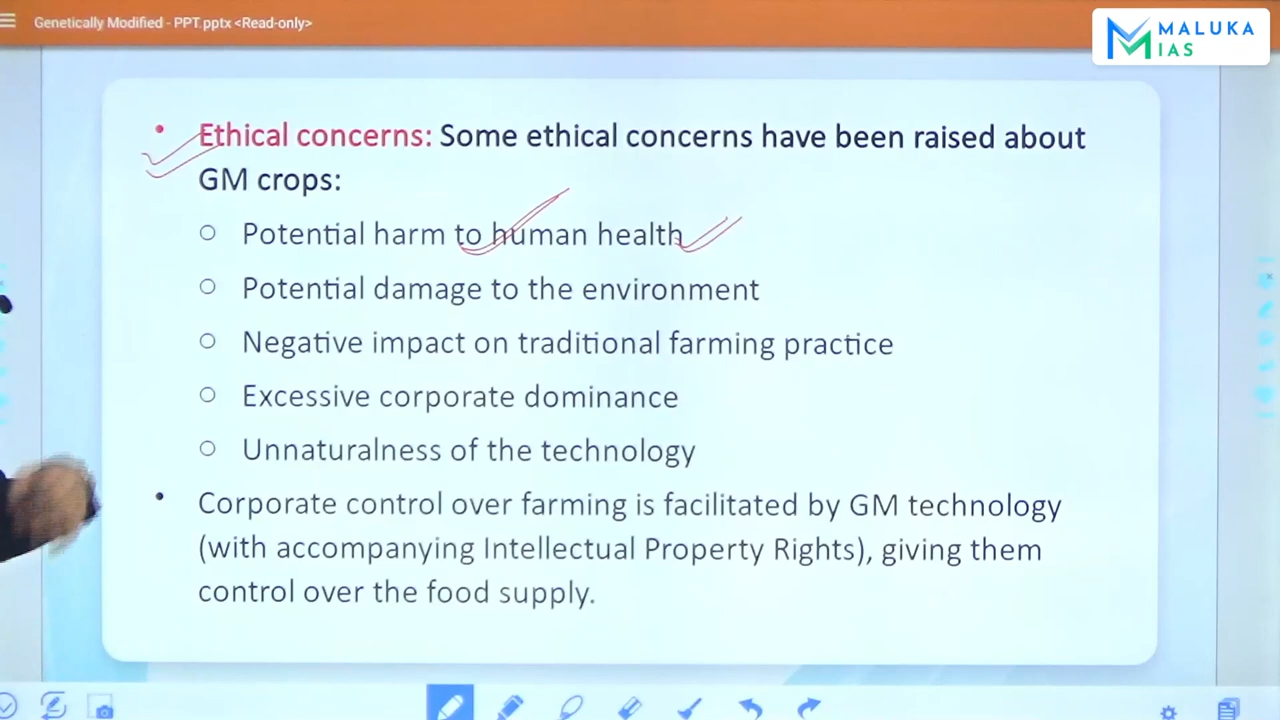 Genetically Modified - PPT.pptx <Read-only>
MALUKA
IAS
• Ethical concerns: Some ethical concerns have been raised about
GM crops:
○ Potential harm to human health
○ Potential damage to the environment
○ Negative impact on traditional farming practice
○ Excessive corporate dominance
○ Unnaturalness of the technology
• Corporate control over farming is facilitated by GM technology
(with accompanying Intellectual Property Rights), giving them
control over the food supply.